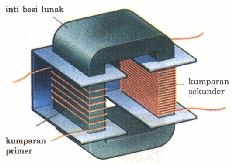 inti besi lunak
kumparan
sekunder
kumparan
primer